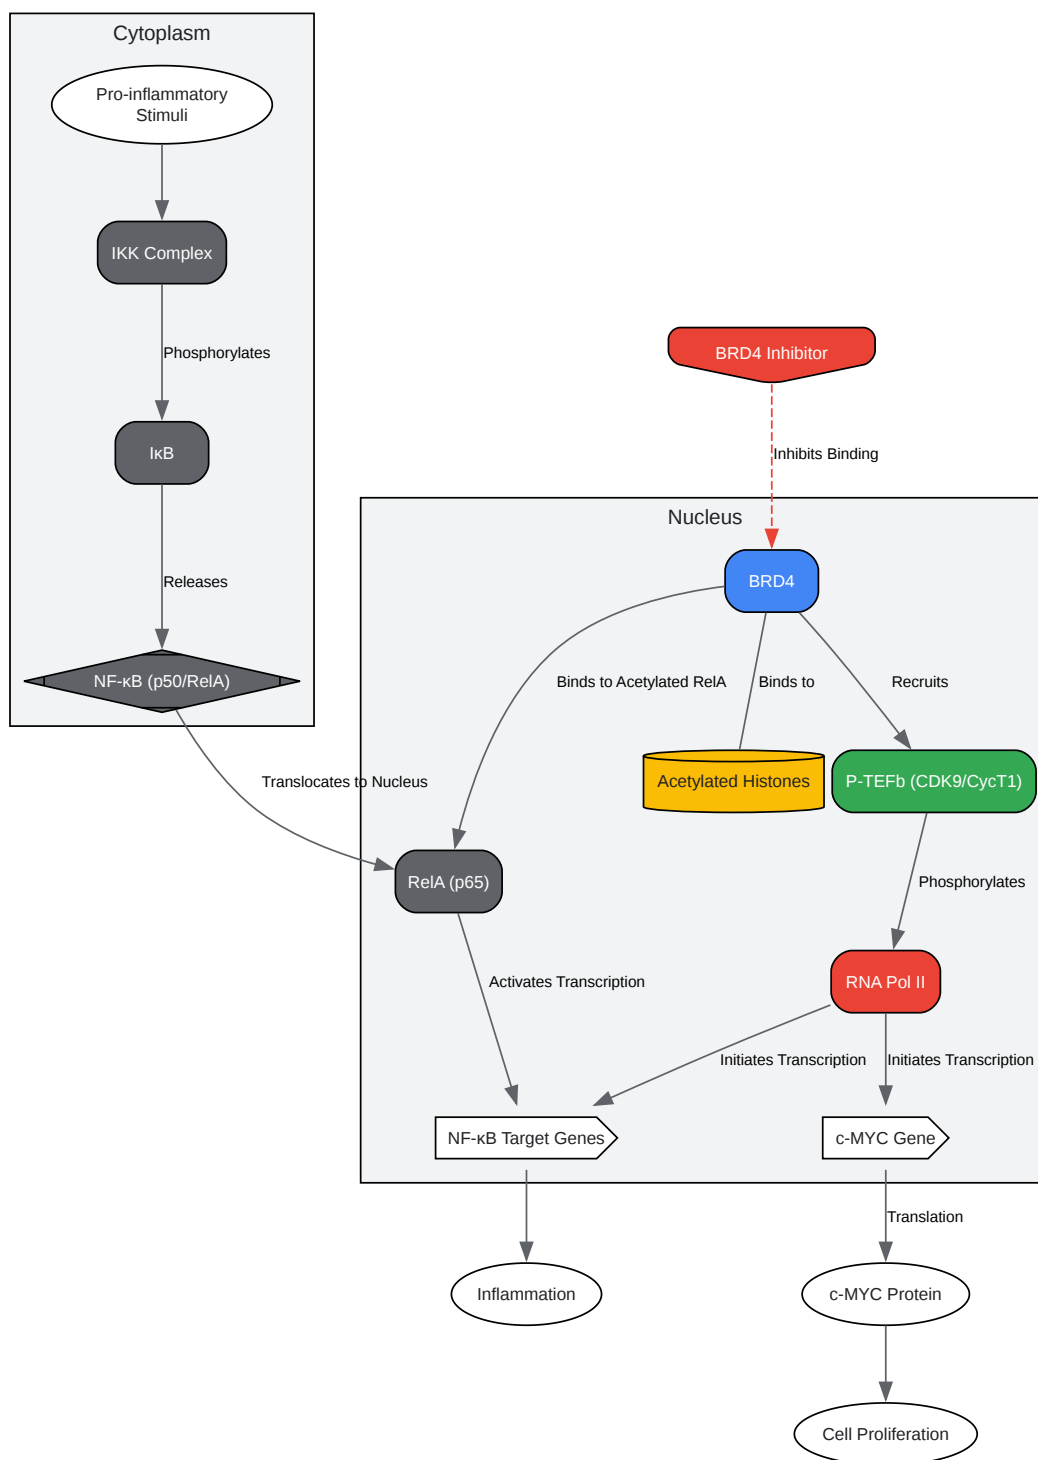 Cytoplasm
Pro-inflammatory
Stimuli
IKK Complex
Phosphorylates
IκB
Releases
NF-κB (p50/RelA)
Translocates to Nucleus
BRD4 Inhibitor
Inhibits Binding
Nucleus
BRD4
Binds to Acetylated RelA
Binds to
Recruits
Acetylated Histones
P-TEFb (CDK9/CycT1)
RelA (p65)
Phosphorylates
Activates Transcription
RNA Pol II
Initiates Transcription
Initiates Transcription
NF-κB Target Genes
c-MYC Gene
Translation
Inflammation
c-MYC Protein
Cell Proliferation